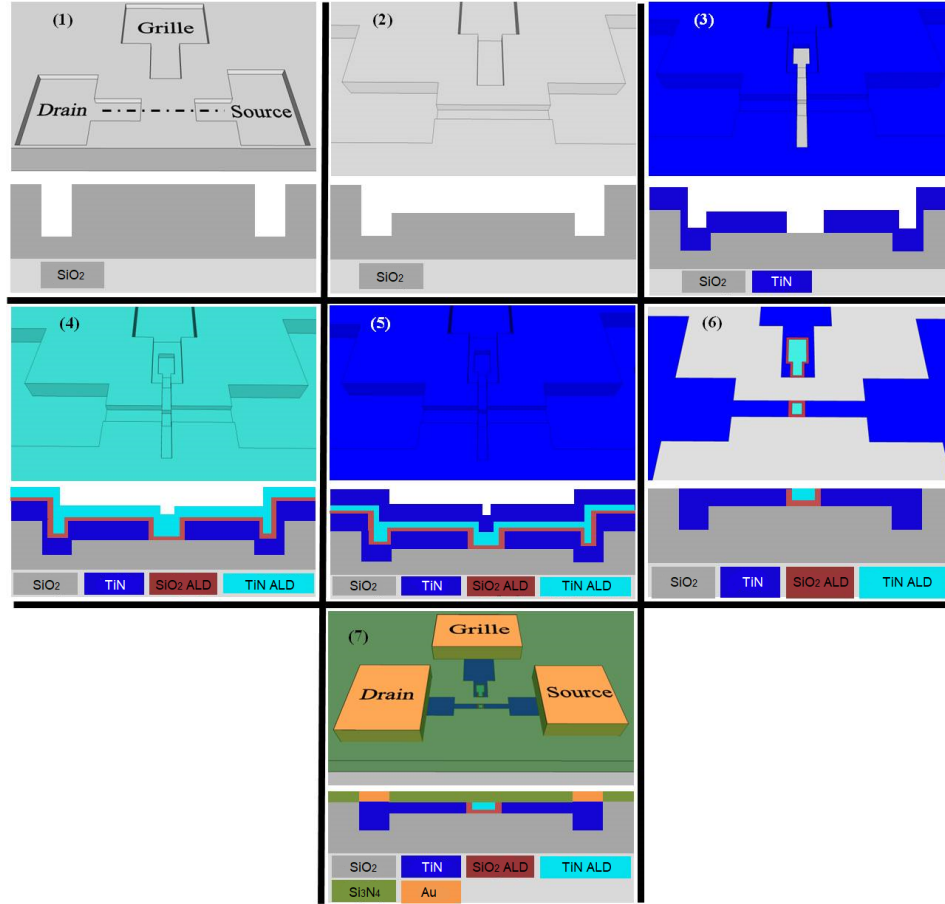 (1)
Grille
Drain
Source
SiO₂
(2)
SiO₂
(3)
SiO₂ TiN
(4)
SiO₂ TiN SiO₂ ALD TiN ALD
(5)
SiO₂ TiN SiO₂ ALD TiN ALD
(6)
SiO₂ TiN SiO₂ ALD TiN ALD
(7)
Grille
Drain
Source
SiO₂ TiN SiO₂ ALD TiN ALD
Si₃N₄ Au